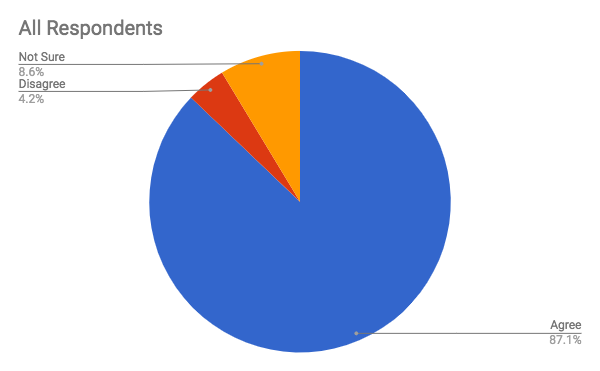 All Respondents
Not Sure
8.6%
Disagree
4.2%
Agree
87.1%